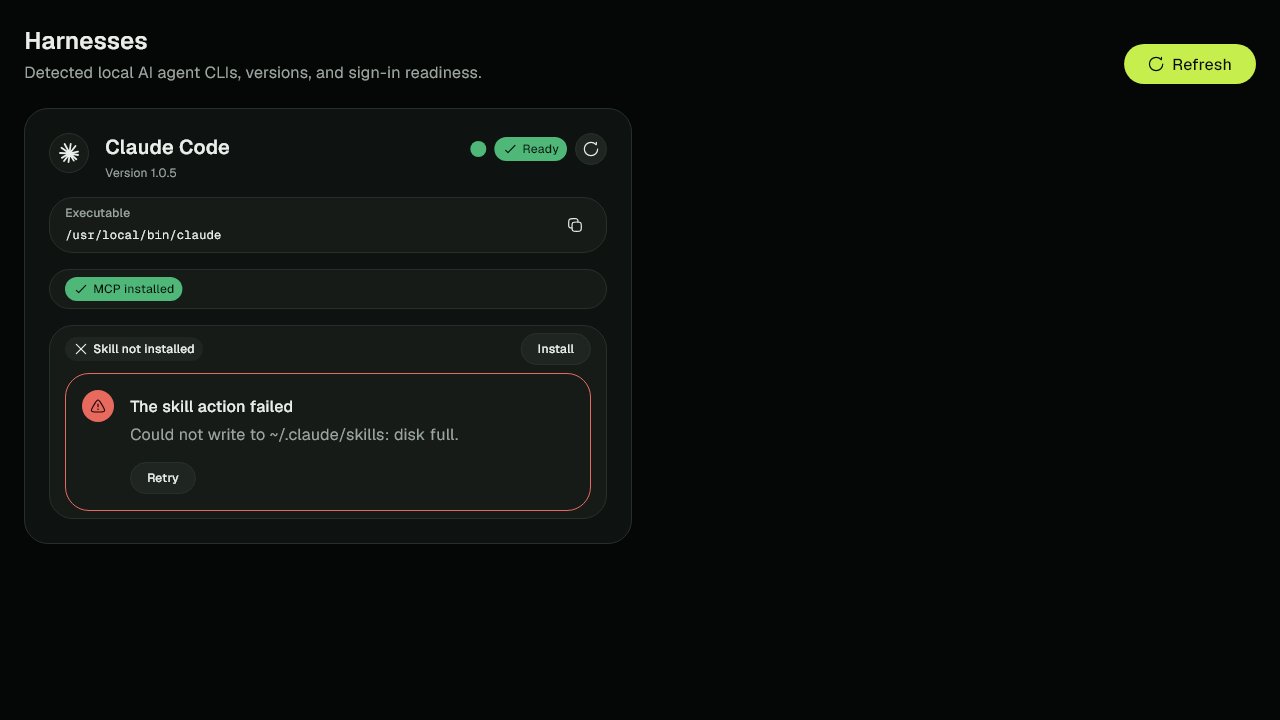 Harnesses
Detected local AI agent CLIs, versions, and sign-in readiness.
Refresh
Claude Code
Version 1.0.5
Ready
Executable
/usr/local/bin/claude
MCP installed
Skill not installed
Install
The skill action failed
Could not write to ~/.claude/skills: disk full.
Retry